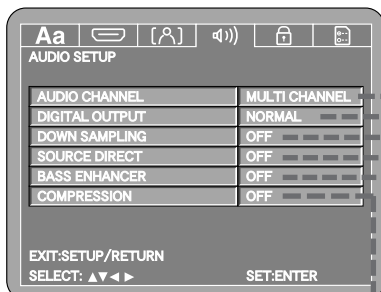 Aa
AUDIO SETUP
AUDIO CHANNEL MULTI CHANNEL
DIGITAL OUTPUT NORMAL
DOWN SAMPLING OFF
SOURCE DIRECT OFF
BASS ENHANCER OFF
COMPRESSION OFF
EXIT:SETUP/RETURN
SELECT: ▲▼◄► SET:ENTER